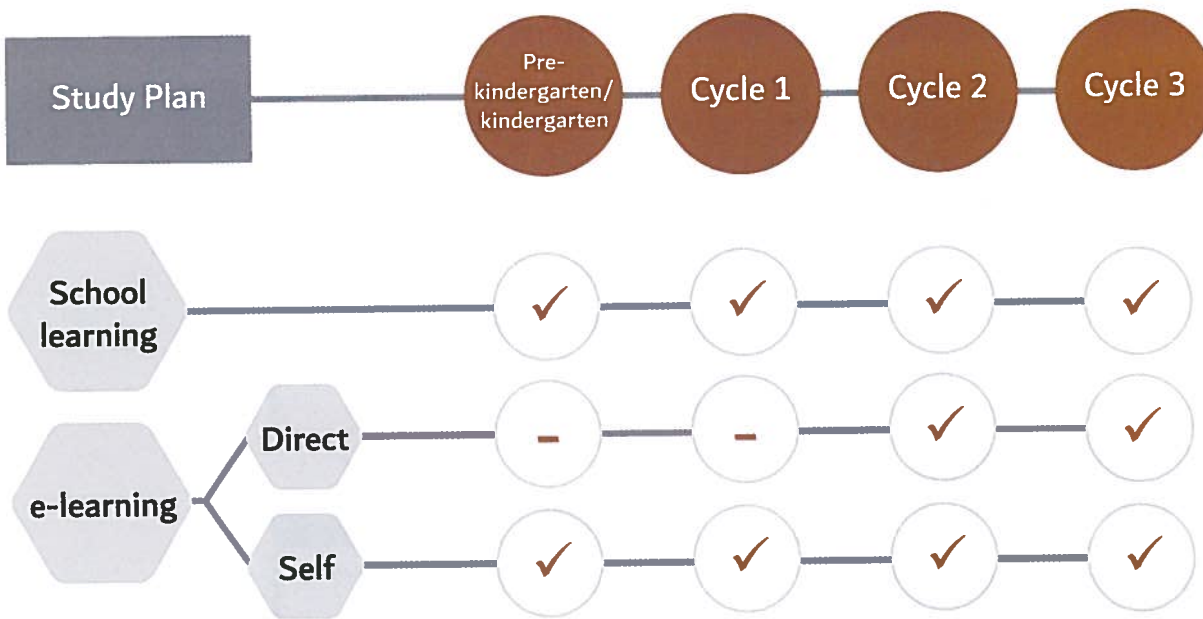 Study Plan
Pre-
kindergarten/
kindergarten
Cycle 1
Cycle 2
Cycle 3
School
learning
✓ ✓ ✓ ✓
e-learning
Direct
- - ✓ ✓
Self
✓ ✓ ✓ ✓